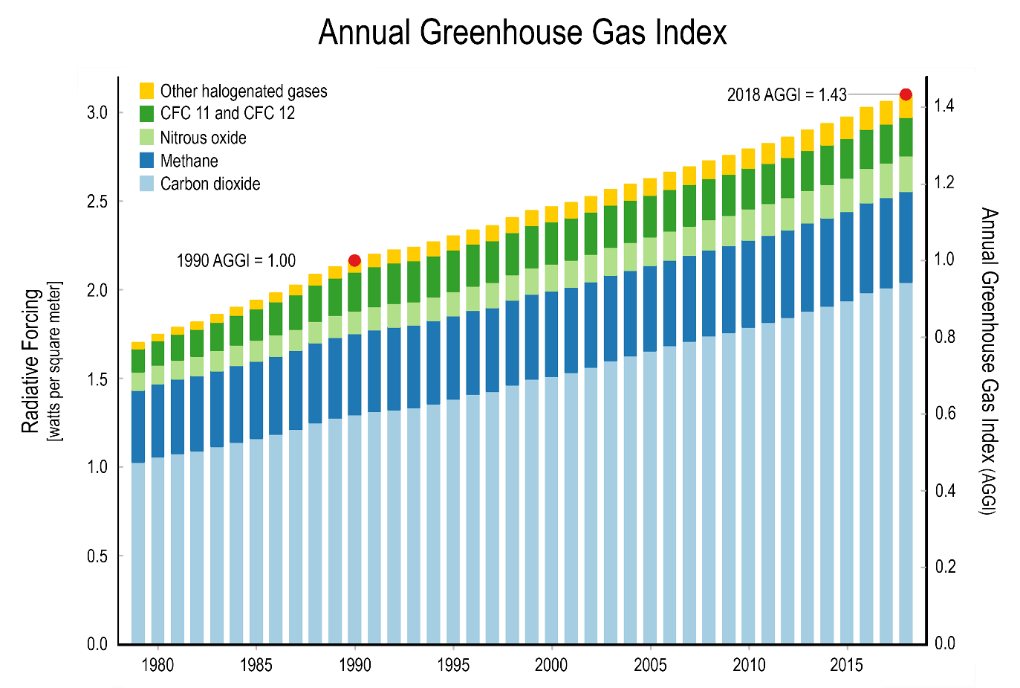 Annual Greenhouse Gas Index
Other halogenated gases
CFC 11 and CFC 12
Nitrous oxide
Methane
Carbon dioxide
2018 AGGI = 1.43
1990 AGGI = 1.00
Radiative Forcing
[watts per square meter]
3.0
2.5
2.0
1.5
1.0
0.5
0.0
1.4
1.2
1.0
0.8
0.6
0.4
0.2
0.0
Annual Greenhouse Gas Index (AGGI)
1980 1985 1990 1995 2000 2005 2010 2015